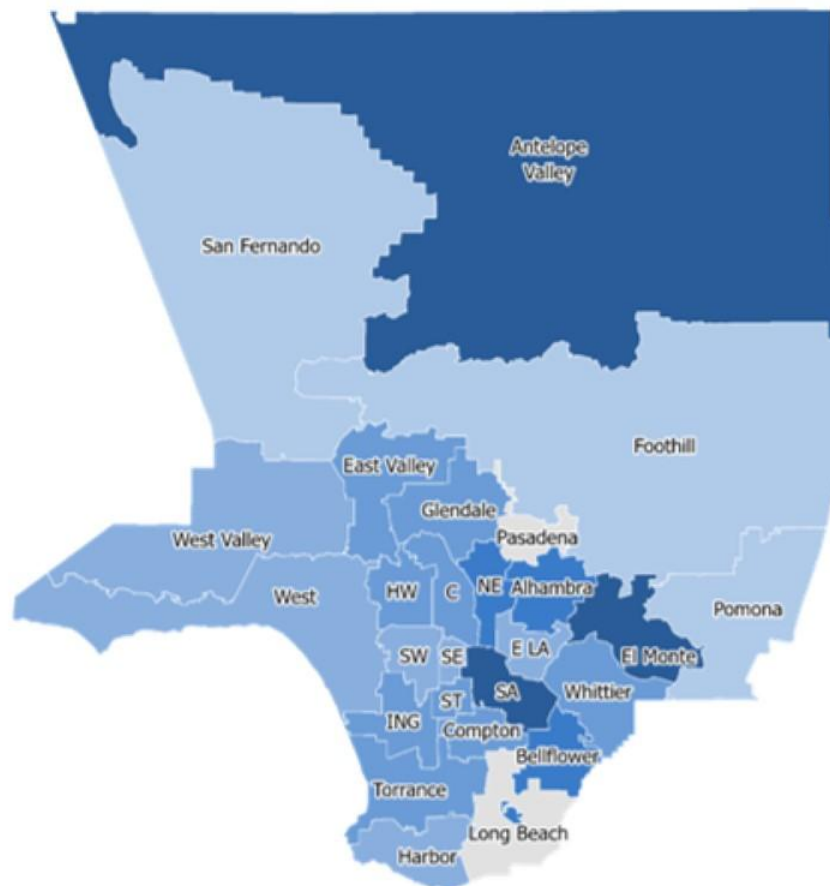 Antelope
Valley
San Fernando
Foothill
East Valley
Glendale
Pasadena
West Valley
West
HW
C
NE
Alhambra
Pomona
SW
SE
E LA
El Monte
ST
SA
Whittier
ING
Compton
Bellflower
Torrance
Long Beach
Harbor